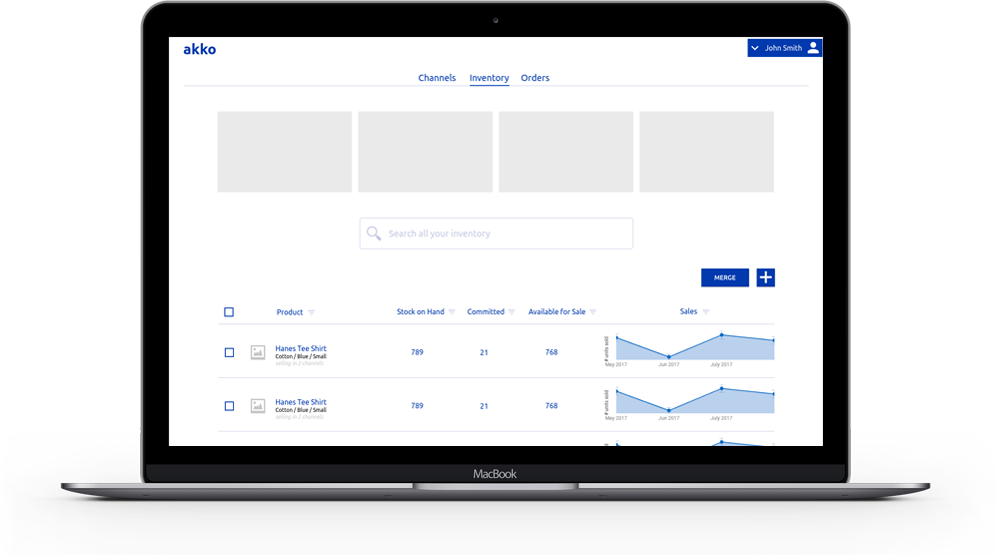 akko
John Smith
Channels Inventory Orders
Search all your inventory
MERGE
Product Stock on Hand Committed Available for Sale Sales
Hanes Tee Shirt
Cotton / Blue / Small
selling in 2 channels
789 21 768
# units sold
May 2017 Jun 2017 July 2017
Hanes Tee Shirt
Cotton / Blue / Small
selling in 2 channels
789 21 768
# units sold
May 2017 Jun 2017 July 2017
MacBook